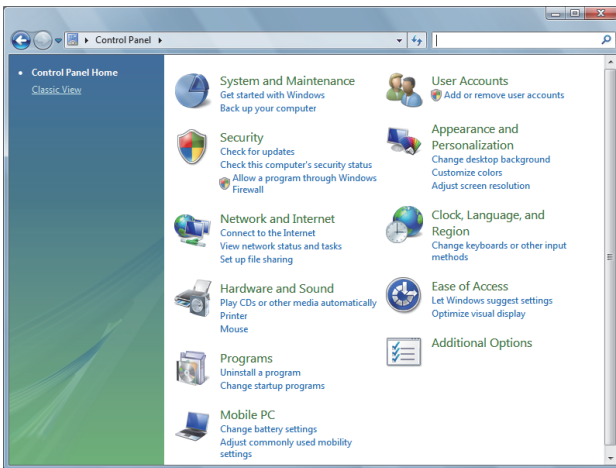 Control Panel
Control Panel Home
Classic View
System and Maintenance
Get started with Windows
Back up your computer
Security
Check for updates
Check this computer's security status
Allow a program through Windows
Firewall
Network and Internet
Connect to the Internet
View network status and tasks
Set up file sharing
Hardware and Sound
Play CDs or other media automatically
Printer
Mouse
Programs
Uninstall a program
Change startup programs
Mobile PC
Change battery settings
Adjust commonly used mobility
settings
User Accounts
Add or remove user accounts
Appearance and
Personalization
Change desktop background
Customize colors
Adjust screen resolution
Clock, Language, and
Region
Change keyboards or other input
methods
Ease of Access
Let Windows suggest settings
Optimize visual display
Additional Options